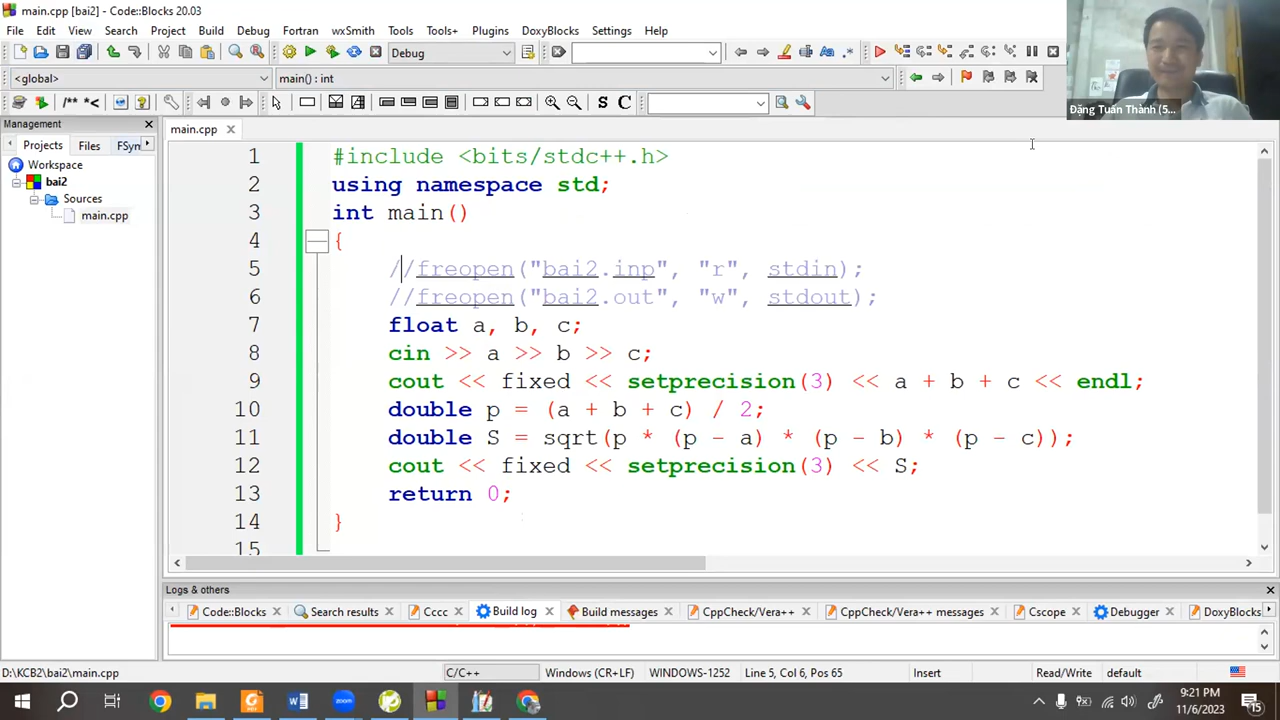 main.cpp [bai2] - Code::Blocks 20.03
File Edit View Search Project Build Debug Fortran wxSmith Tools Tools+ Plugins DoxyBlocks Settings Help
Debug
<global> main() : int
/** *< S C
Đặng Tuấn Thành (5...
Management
Projects Files FSym
main.cpp
Workspace
bai2
Sources
main.cpp
1 #include <bits/stdc++.h>
2 using namespace std;
3 int main()
4 {
5 //freopen("bai2.inp", "r", stdin);
6 //freopen("bai2.out", "w", stdout);
7 float a, b, c;
8 cin >> a >> b >> c;
9 cout << fixed << setprecision(3) << a + b + c << endl;
10 double p = (a + b + c) / 2;
11 double S = sqrt(p * (p - a) * (p - b) * (p - c));
12 cout << fixed << setprecision(3) << S;
13 return 0;
14 }
15
Logs & others
Code::Blocks Search results Cccc Build log Build messages CppCheck/Vera++ CppCheck/Vera++ messages Cscope Debugger DoxyBlocks
D:\KCB2\bai2\main.cpp C/C++ Windows (CR+LF) WINDOWS-1252 Line 5, Col 6, Pos 65 Insert Read/Write default
zoom
9:21 PM
11/6/2023
15